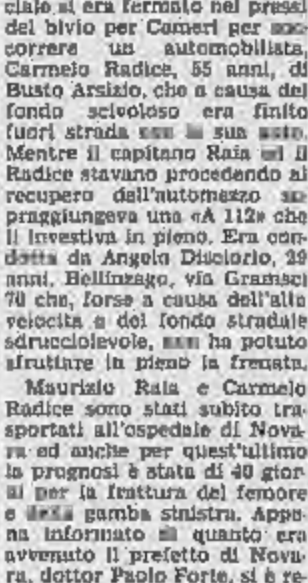 ciale si era fermato nei pressi
del bivio per Cameri per soc-
correre un automobilista,
Carmelo Radice, 55 anni, di
Busto Arsizio, che a causa del
fondo scivoloso era finito
fuori strada con la sua auto.
Mentre il capitano Raia ed il
Radice stavano procedendo al
recupero dell'automezzo so-
praggiungeva una «A 112» che
li investiva in pieno. Era con-
dotta da Angelo 29
anni, Bellinzago, via Gramsci
70 che, forse a causa dell'alta
velocità e del fondo stradale
sdrucciolevole, non ha potuto
sfruttare in pieno la frenata.
Maurizio Raia e Carmelo
Radice sono stati subito tra-
sportati all'ospedale di Nova-
ra ed anche per quest'ultimo
la prognosi è stata di 40 gior-
ni per la frattura del femore
e della gamba sinistra. Appe-
na informato di quanto era
avvenuto il prefetto di Nova-
ra, dottor Paolo Forte, si è re-